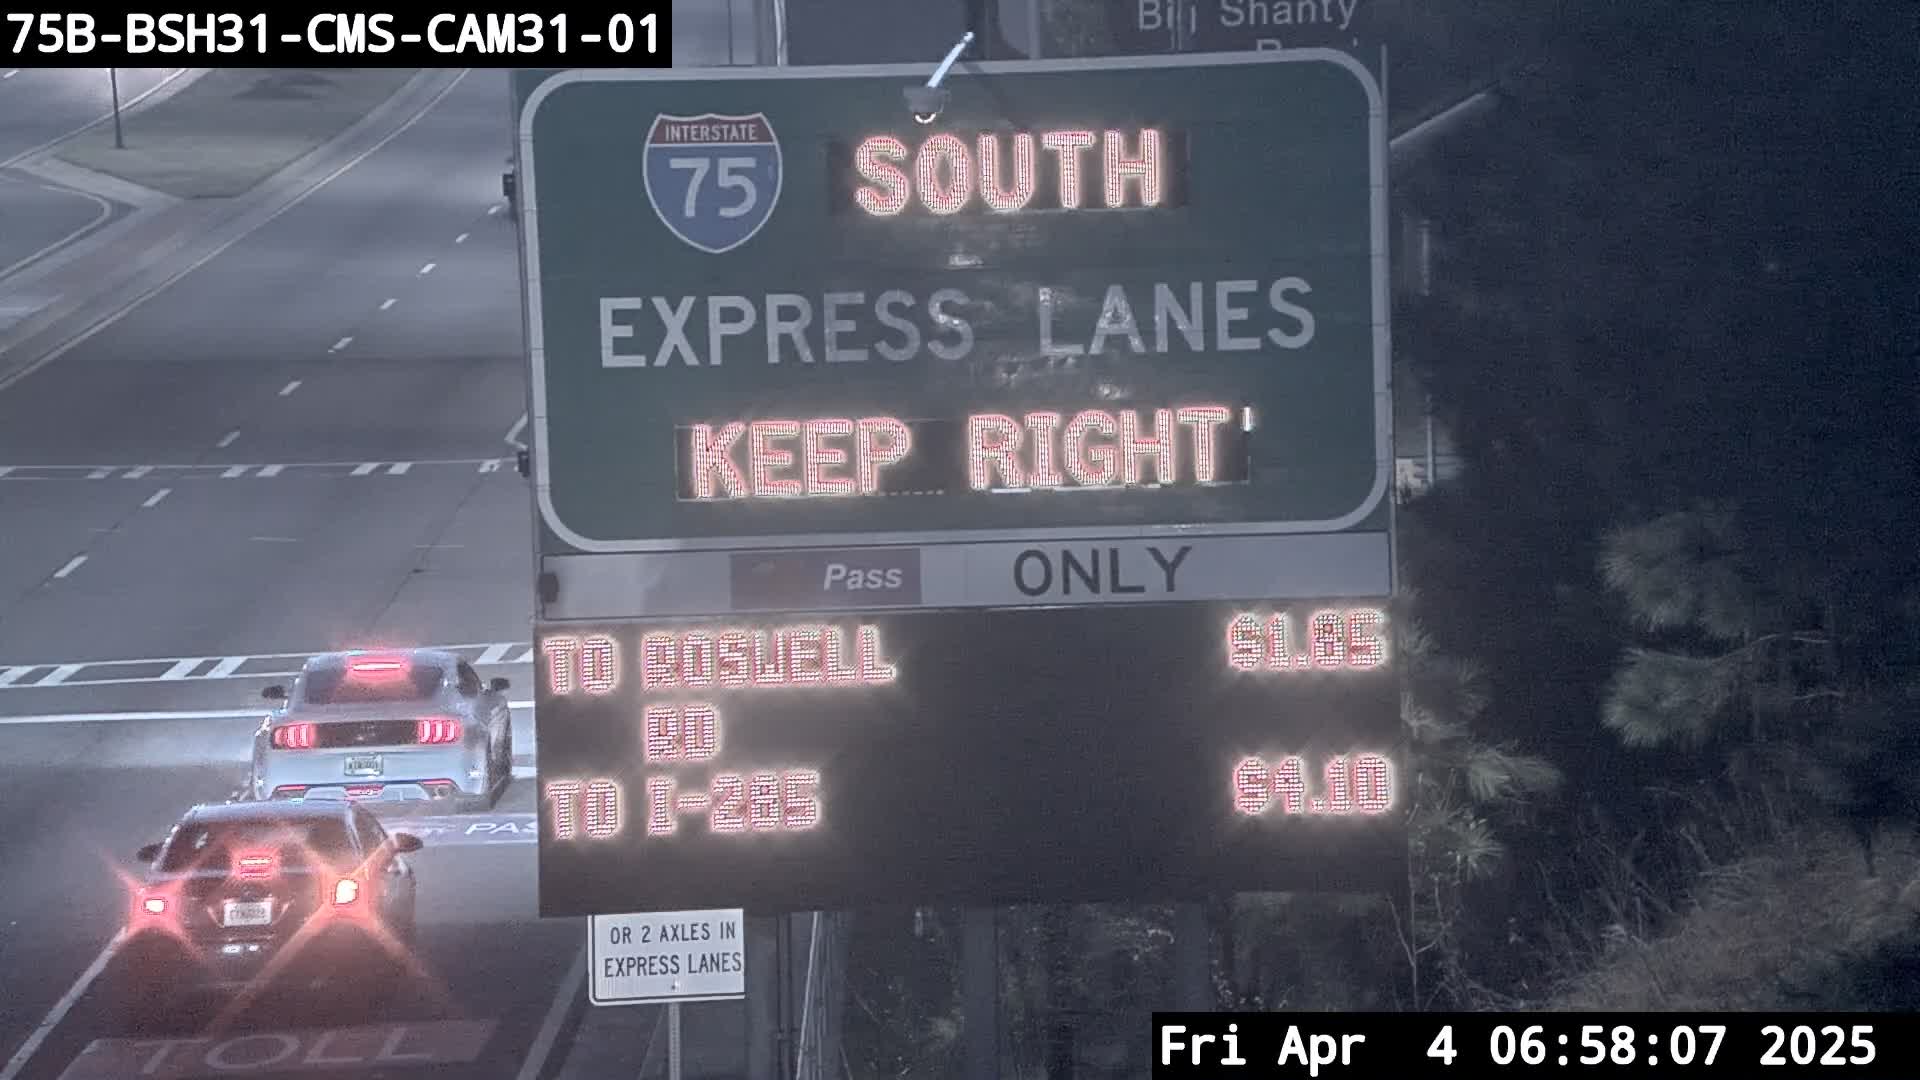 75B-BSH31-CMS-CAM31-01
Shanty
INTERSTATE
75
SOUTH
EXPRESS LANES
KEEP RIGHT
Pass ONLY
TO ROSWELL $1.85
RD
TO I-285 $4.10
PAS
OR 2 AXLES IN
EXPRESS LANES
TOLL
Fri Apr 4 06:58:07 2025